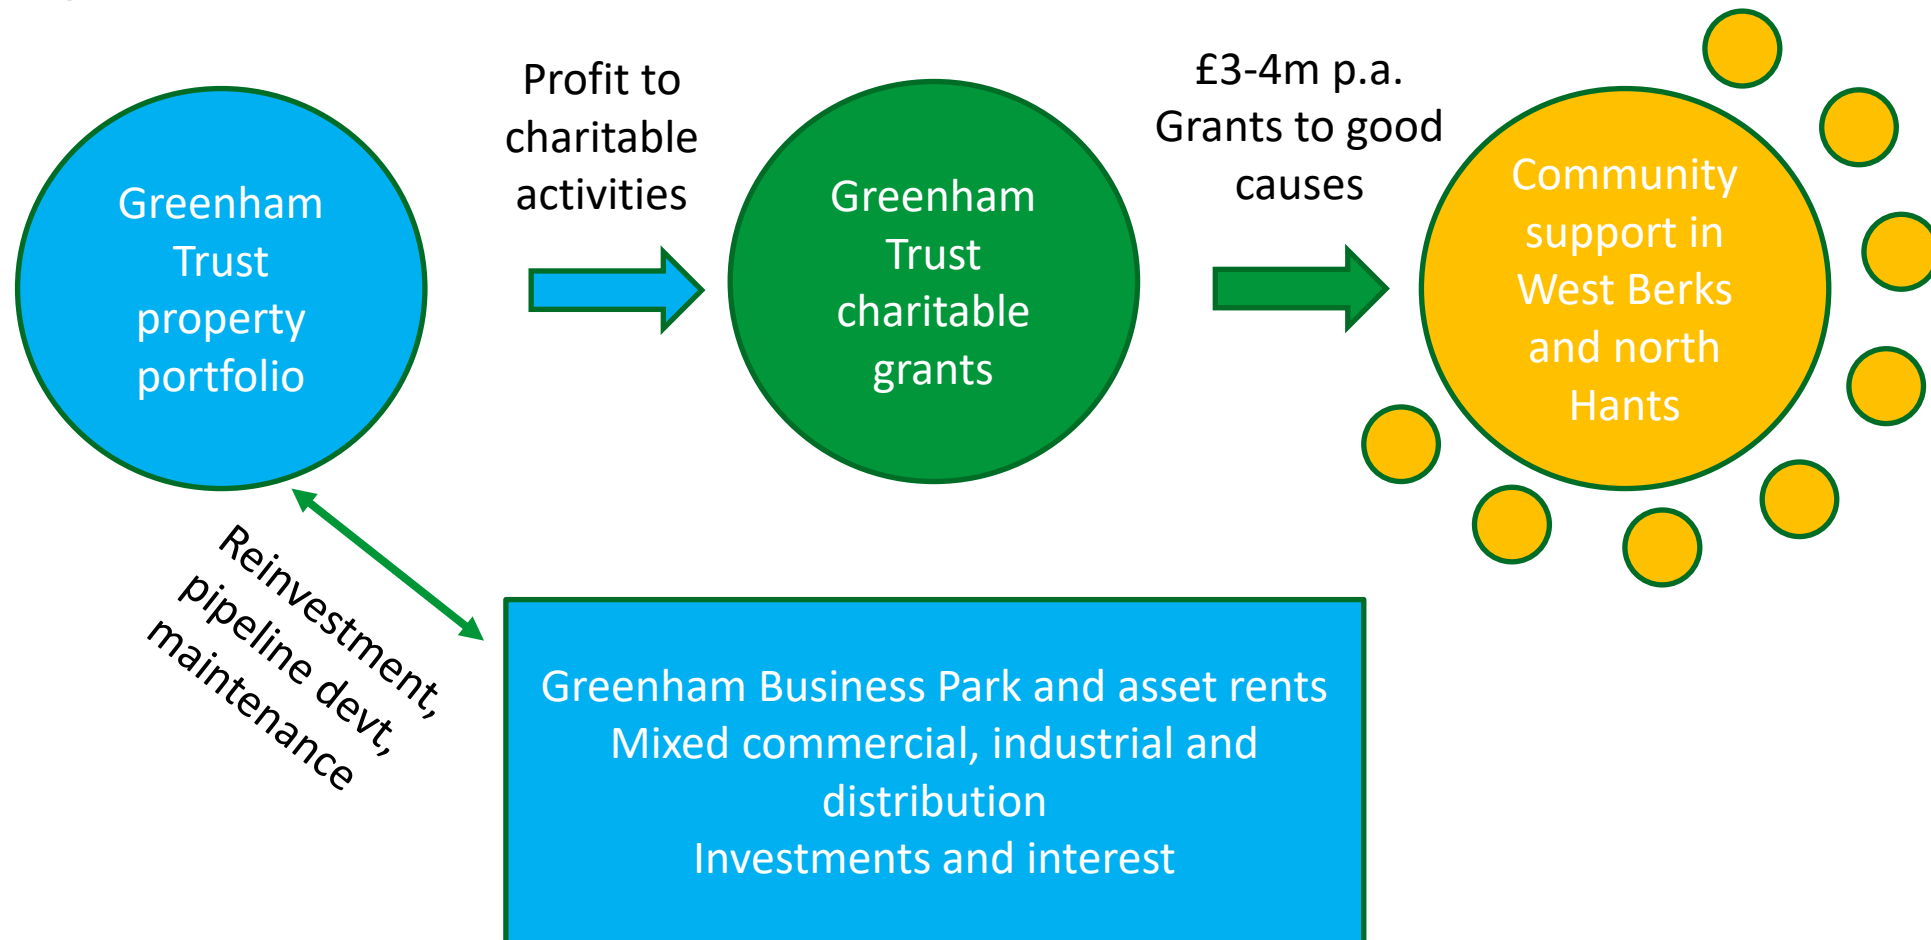 Greenham
Trust
property
portfolio
Profit to
charitable
activities
Greenham
Trust
charitable
grants
£3-4m p.a.
Grants to good
causes
Community
support in
West Berks
and north
Hants
Reinvestment,
pipeline devt,
maintenance
Greenham Business Park and asset rents
Mixed commercial, industrial and
distribution
Investments and interest